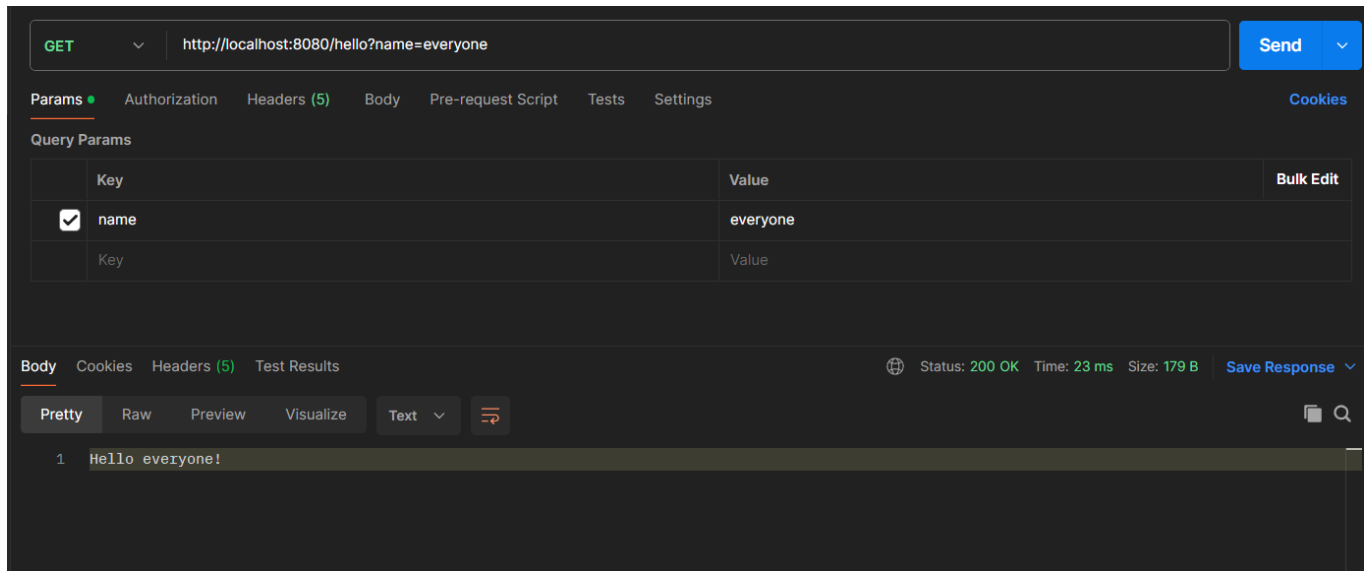 GET http://localhost:8080/hello?name=everyone Send
Params Authorization Headers (5) Body Pre-request Script Tests Settings Cookies
Query Params
Key Value Bulk Edit
name everyone
Key Value
Body Cookies Headers (5) Test Results Status: 200 OK Time: 23 ms Size: 179 B Save Response
Pretty Raw Preview Visualize Text
1 Hello everyone!